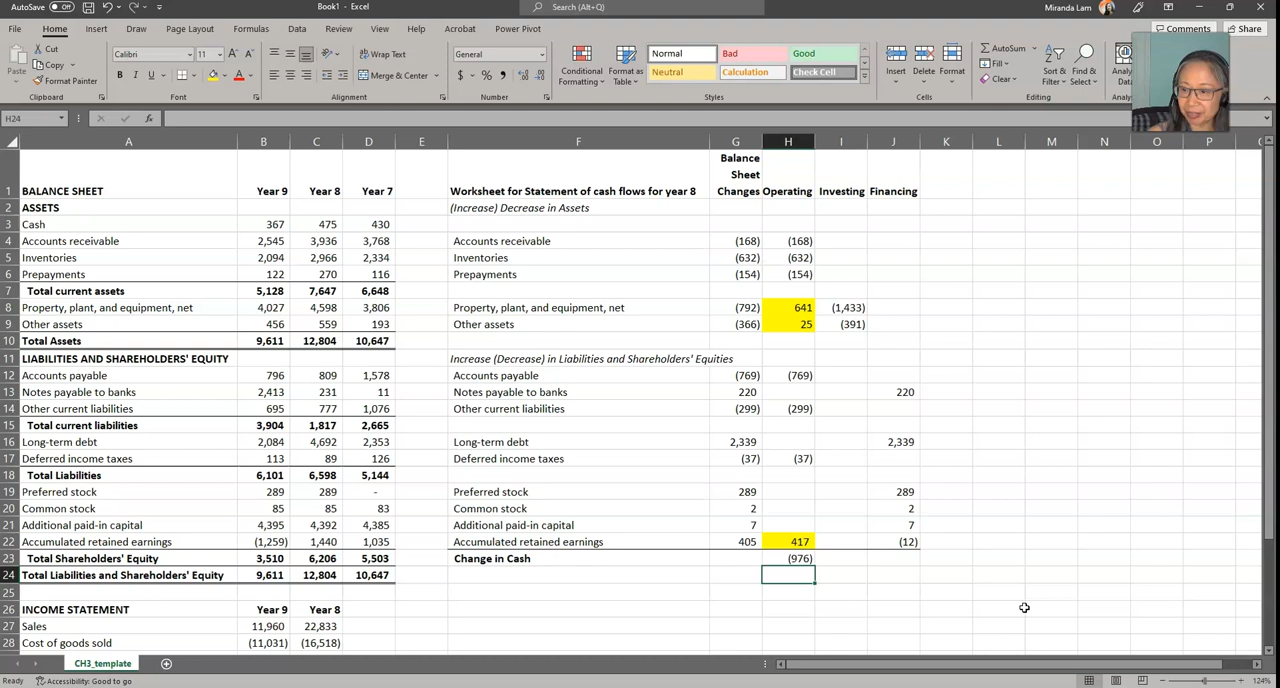 AutoSave Off Book1 - Excel Search (Alt+Q) Miranda Lam
File Home Insert Draw Page Layout Formulas Data Review View Help Acrobat Power Pivot Comments Share
Paste Cut Copy Format Painter Clipboard
Calibri 11 B I U Font
Wrap Text Merge & Center Alignment
General $ % Number
Conditional Formatting Format as Table Normal Bad Good Neutral Calculation Check Cell Styles
Insert Delete Format Cells
AutoSum Fill Clear Sort & Filter Find & Select Editing
H24 fx
A B C D E F G H I J K L M N O P
1 BALANCE SHEET Year 9 Year 8 Year 7 Worksheet for Statement of cash flows for year 8 Balance Sheet Changes Operating Investing Financing
2 ASSETS (Increase) Decrease in Assets
3 Cash 367 475 430
4 Accounts receivable 2,545 3,936 3,768 Accounts receivable (168) (168)
5 Inventories 2,094 2,966 2,334 Inventories (632) (632)
6 Prepayments 122 270 116 Prepayments (154) (154)
7 Total current assets 5,128 7,647 6,648
8 Property, plant, and equipment, net 4,027 4,598 3,806 Property, plant, and equipment, net (792) 641 (1,433)
9 Other assets 456 559 193 Other assets (366) 25 (391)
10 Total Assets 9,611 12,804 10,647
11 LIABILITIES AND SHAREHOLDERS' EQUITY Increase (Decrease) in Liabilities and Shareholders' Equities
12 Accounts payable 796 809 1,578 Accounts payable (769) (769)
13 Notes payable to banks 2,413 231 11 Notes payable to banks 220 220
14 Other current liabilities 695 777 1,076 Other current liabilities (299) (299)
15 Total current liabilities 3,904 1,817 2,665
16 Long-term debt 2,084 4,692 2,353 Long-term debt 2,339 2,339
17 Deferred income taxes 113 89 126 Deferred income taxes (37) (37)
18 Total Liabilities 6,101 6,598 5,144
19 Preferred stock 289 289 - Preferred stock 289 289
20 Common stock 85 85 83 Common stock 2 2
21 Additional paid-in capital 4,395 4,392 4,385 Additional paid-in capital 7 7
22 Accumulated retained earnings (1,259) 1,440 1,035 Accumulated retained earnings 405 417 (12)
23 Total Shareholders' Equity 3,510 6,206 5,503 Change in Cash (976)
24 Total Liabilities and Shareholders' Equity 9,611 12,804 10,647
25
26 INCOME STATEMENT Year 9 Year 8
27 Sales 11,960 22,833
28 Cost of goods sold (11,031) (16,518)
CH3_template
Ready Accessibility: Good to go 124%